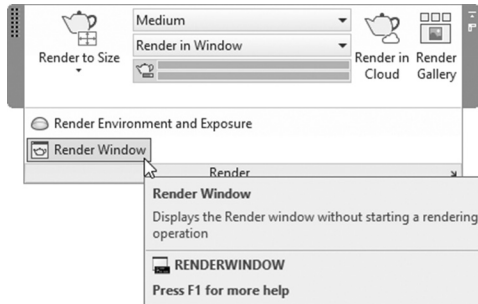 Medium
Render in Window
Render to Size
Render in Cloud
Render Gallery
Render Environment and Exposure
Render Window
Render
Render Window
Displays the Render window without starting a rendering
operation
RENDERWINDOW
Press F1 for more help